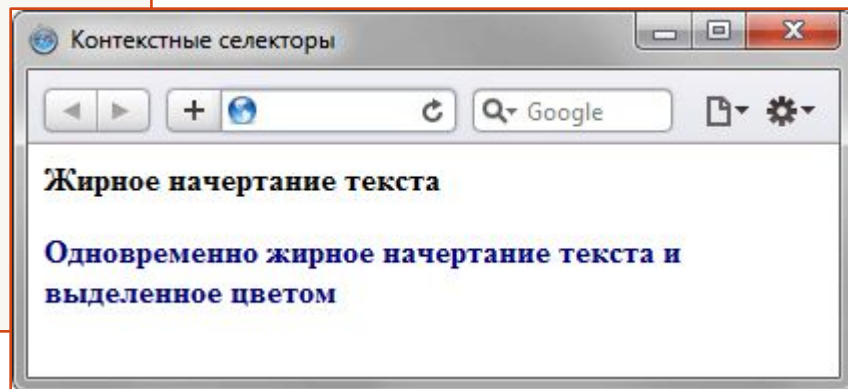 Контекстные селекторы
Google
Жирное начертание текста
Одновременно жирное начертание текста и
выделенное цветом